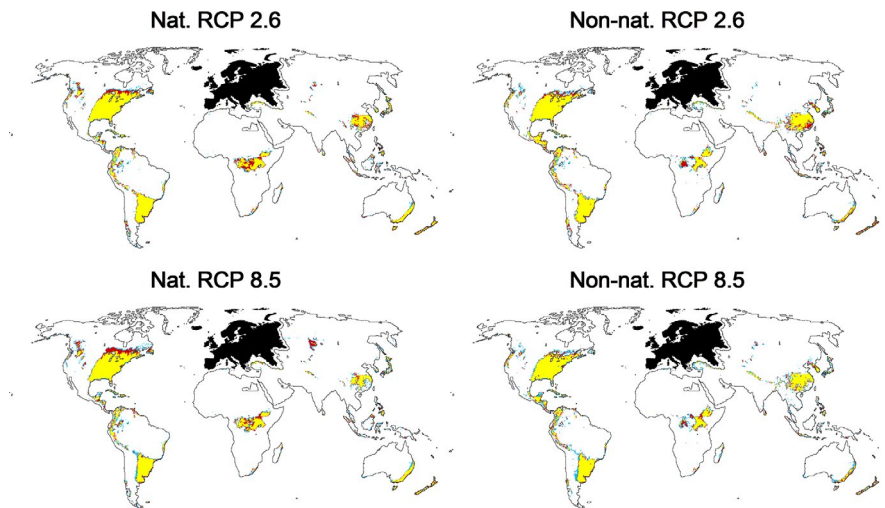 Nat. RCP 2.6
Non-nat. RCP 2.6
Nat. RCP 8.5
Non-nat. RCP 8.5